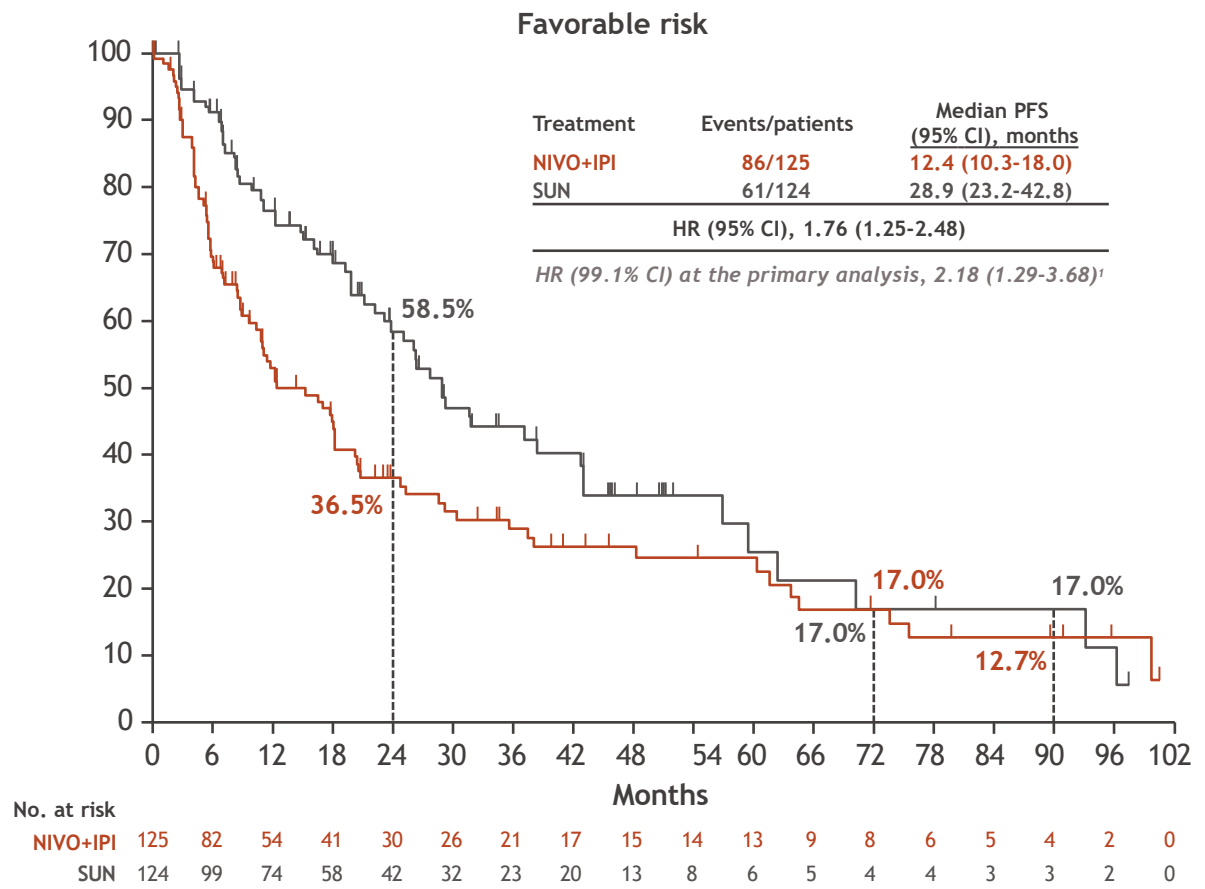 Favorable risk
100
90
80
70
60
50
40
30
20
10
0
Treatment Events/patients Median PFS (95% CI), months
NIVO+IPI 86/125 12.4 (10.3-18.0)
SUN 61/124 28.9 (23.2-42.8)
HR (95% CI), 1.76 (1.25-2.48)
HR (99.1% CI) at the primary analysis, 2.18 (1.29-3.68)¹
58.5%
36.5%
17.0%
17.0%
17.0%
12.7%
0 6 12 18 24 30 36 42 48 54 60 66 72 78 84 90 96 102
Months
No. at risk
NIVO+IPI 125 82 54 41 30 26 21 17 15 14 13 9 8 6 5 4 2 0
SUN 124 99 74 58 42 32 23 20 13 8 6 5 4 4 3 3 2 0